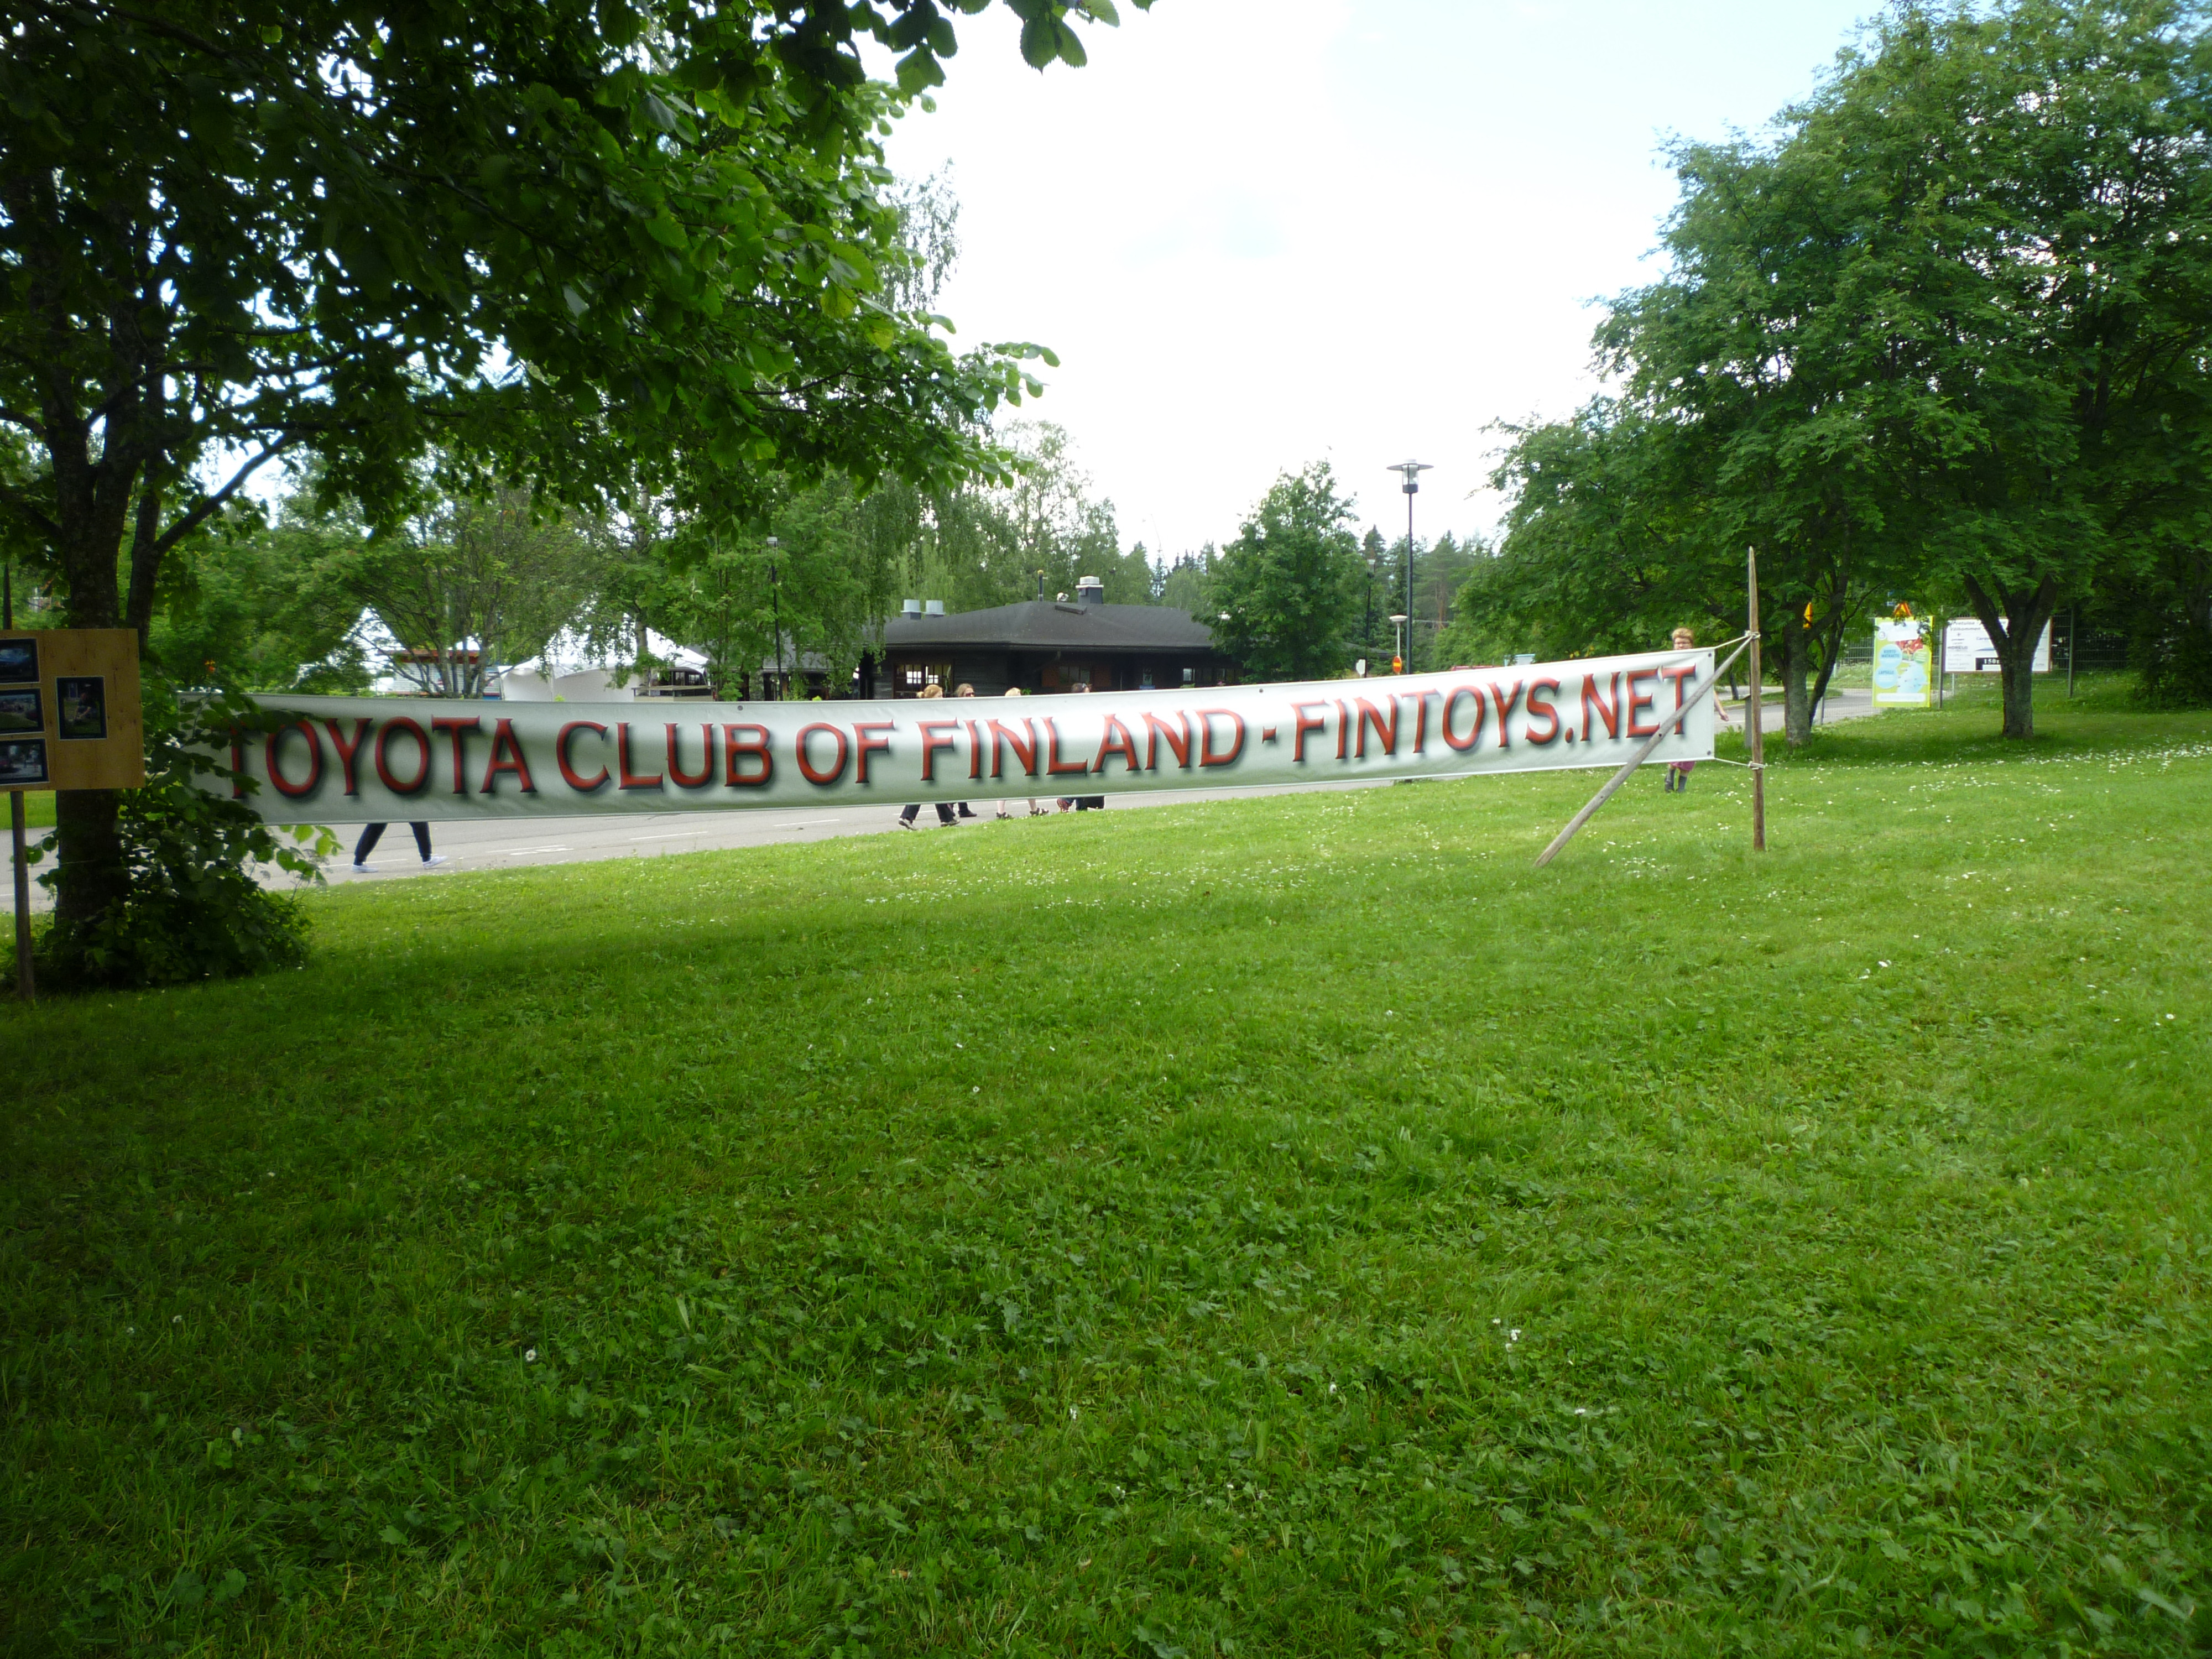 TOYOTA CLUB OF FINLAND - FINTOYS.NET